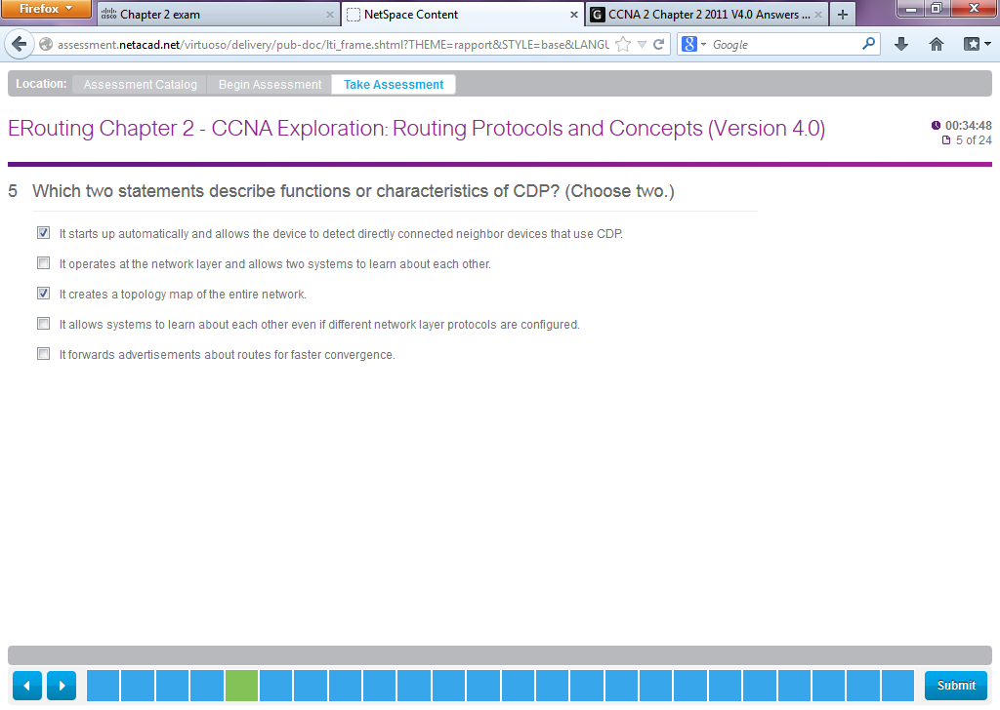 Firefox
cisco Chapter 2 exam
NetSpace Content
G CCNA 2 Chapter 2 2011 V4.0 Answers ...
assessment.netacad.net/virtuoso/delivery/pub-doc/lti_frame.shtml?THEME=rapport&STYLE=base&LANGU
8 Google
Location: Assessment Catalog Begin Assessment Take Assessment
ERouting Chapter 2 - CCNA Exploration: Routing Protocols and Concepts (Version 4.0)
00:34:48
5 of 24
5 Which two statements describe functions or characteristics of CDP? (Choose two.)
It starts up automatically and allows the device to detect directly connected neighbor devices that use CDP.
It operates at the network layer and allows two systems to learn about each other.
It creates a topology map of the entire network.
It allows systems to learn about each other even if different network layer protocols are configured.
It forwards advertisements about routes for faster convergence.
Submit